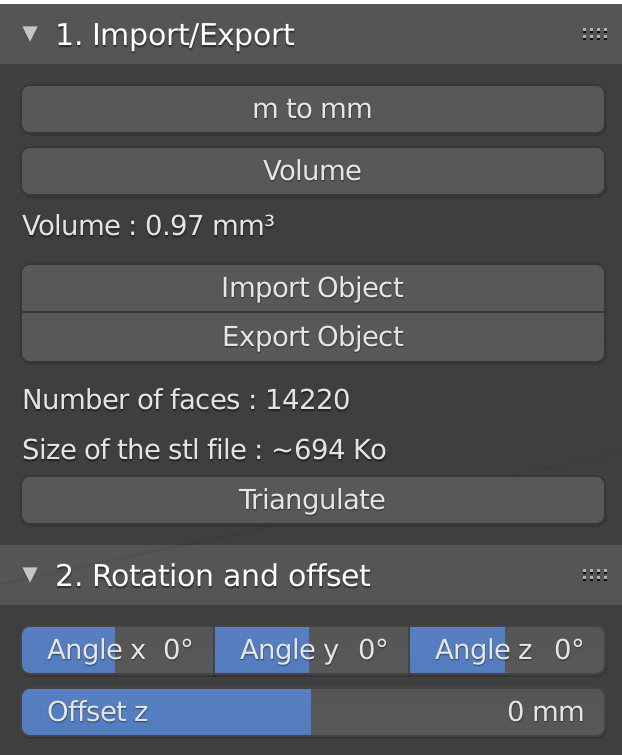 1. Import/Export
m to mm
Volume
Volume : 0.97 mm³
Import Object
Export Object
Number of faces : 14220
Size of the stl file : ~694 Ko
Triangulate
2. Rotation and offset
Angle x 0° Angle y 0° Angle z 0°
Offset z 0 mm